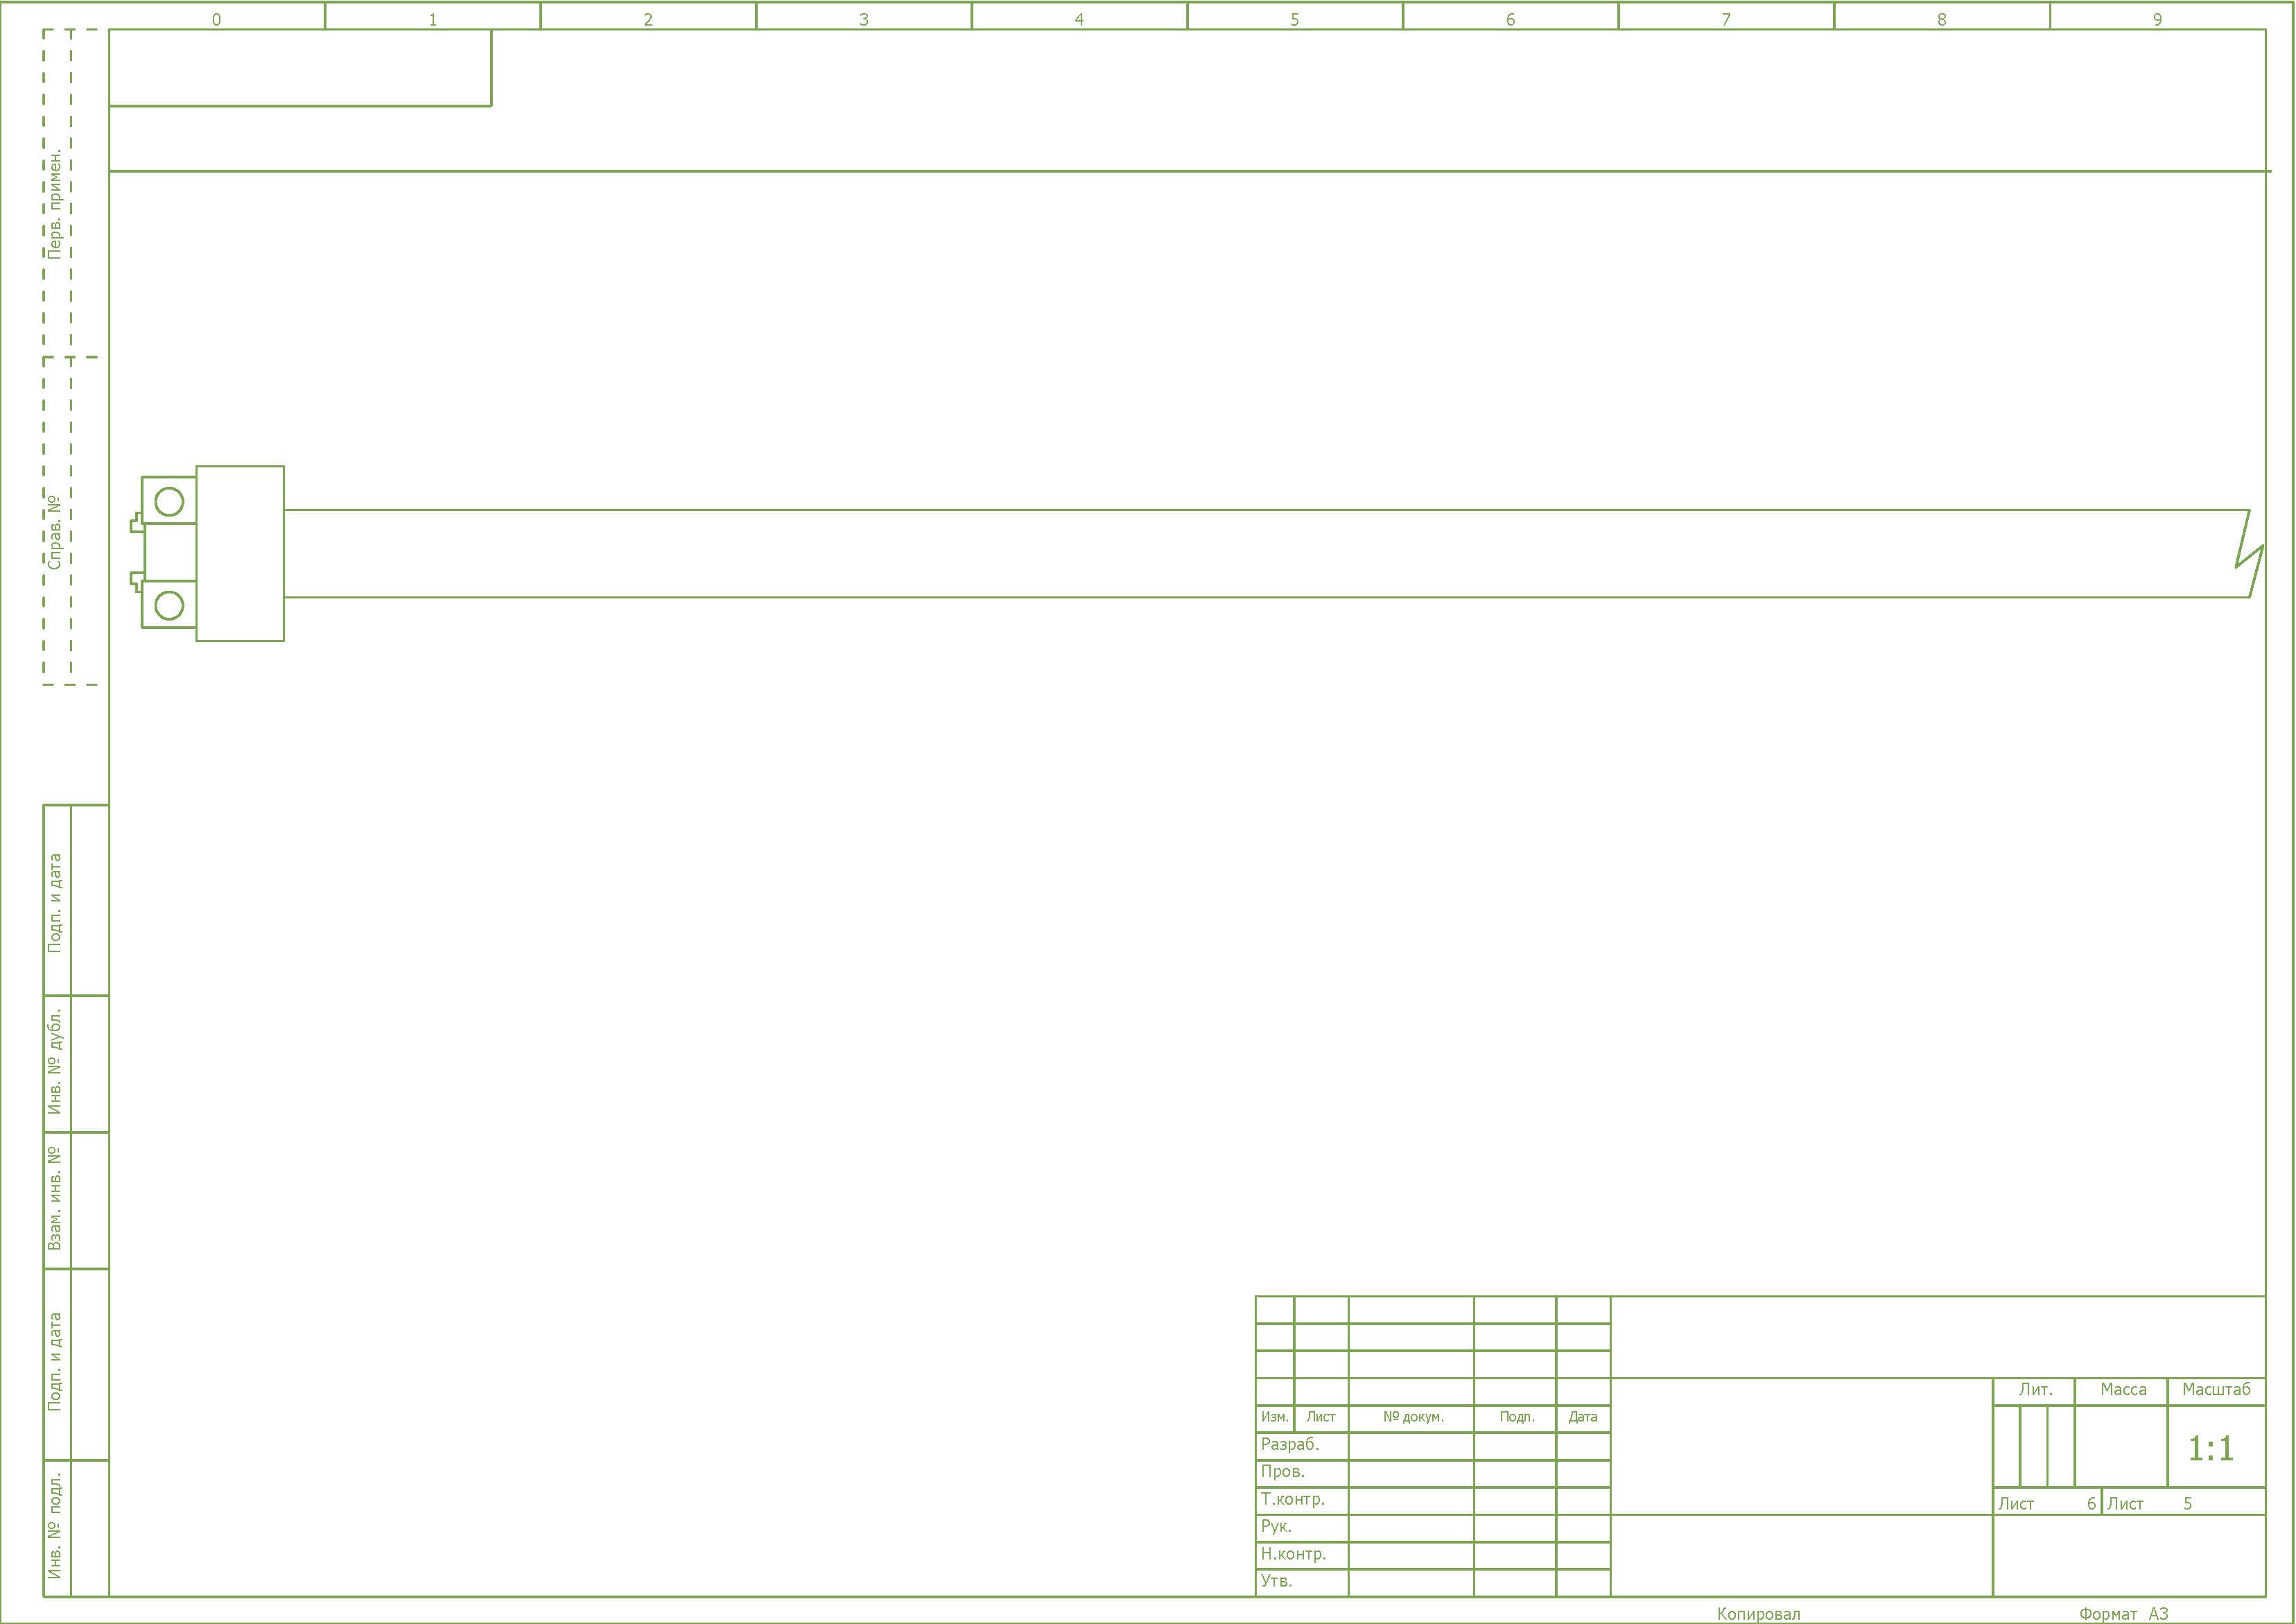 0 1 2 3 4 5 6 7 8 9
Перв. примен.
Справ. №
Подп. и дата
Инв. № дубл.
Взам. инв. №
Подп. и дата
Инв. № подл.
Лит. Масса Масштаб
Изм. Лист № докум. Подп. Дата
1:1
Разраб.
Пров.
Т.контр.
Лист 6 Лист 5
Рук.
Н.контр.
Утв.
Копировал Формат А3